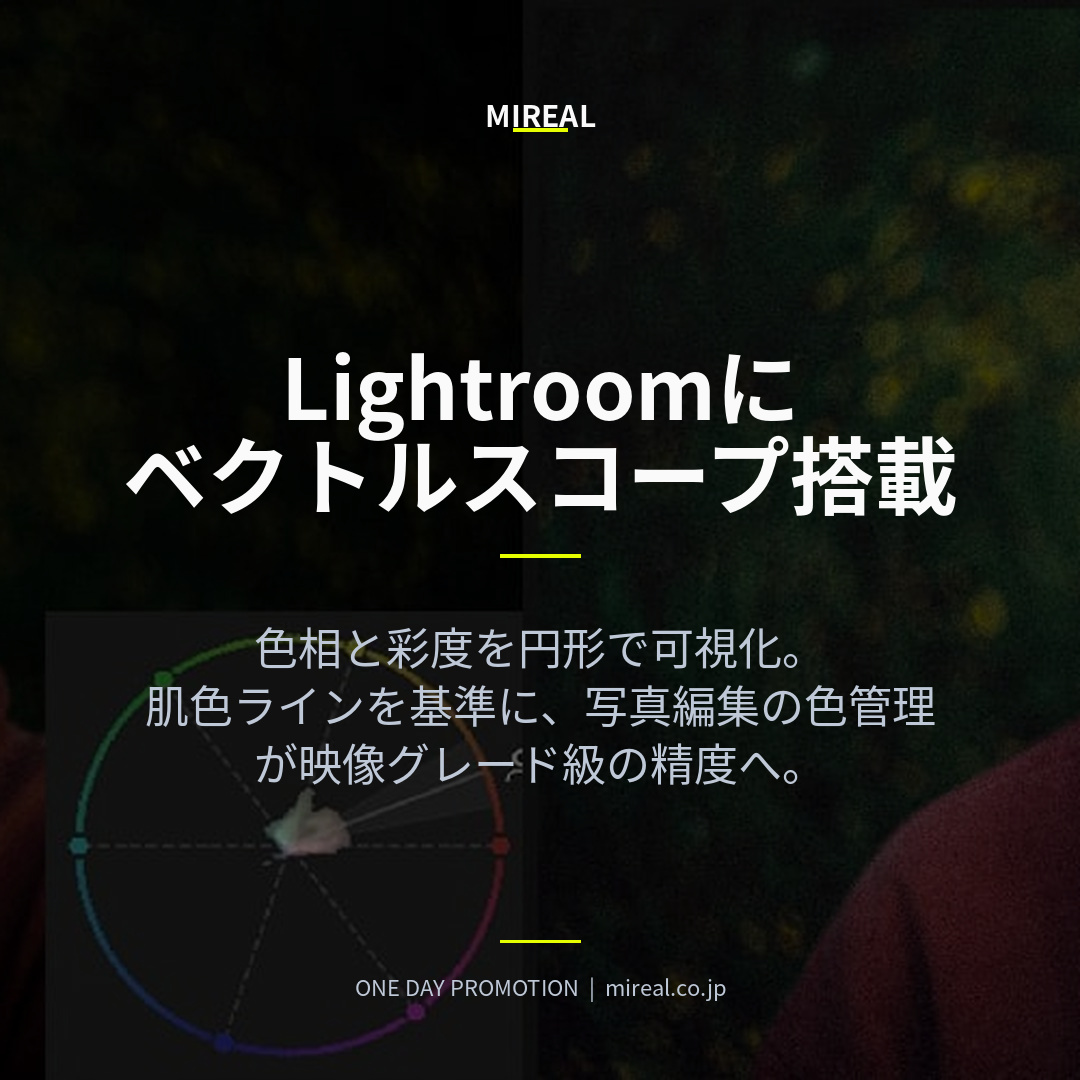 MIREAL
Lightroomに
ベクトルスコープ搭載
色相と彩度を円形で可視化。
肌色ラインを基準に、写真編集の色管理
が映像グレード級の精度へ。
ONE DAY PROMOTION | mireal.co.jp